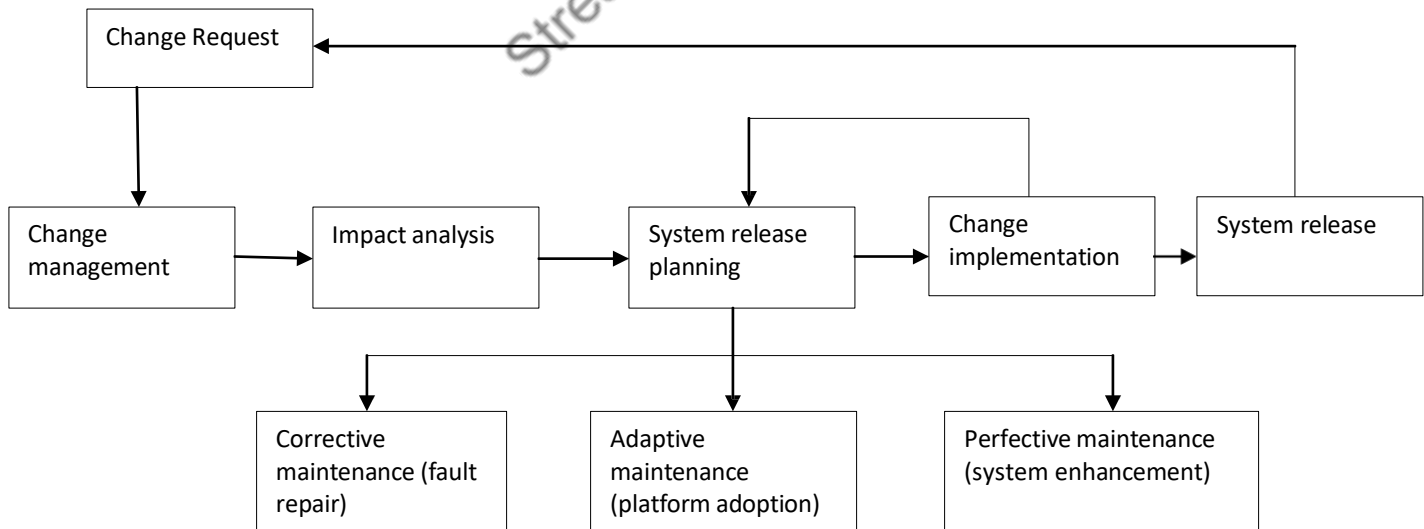 Change Request
Change
management
Impact analysis
System release
planning
Change
implementation
System release
Corrective
maintenance (fault
repair)
Adaptive
maintenance
(platform adoption)
Perfective maintenance
(system enhancement)